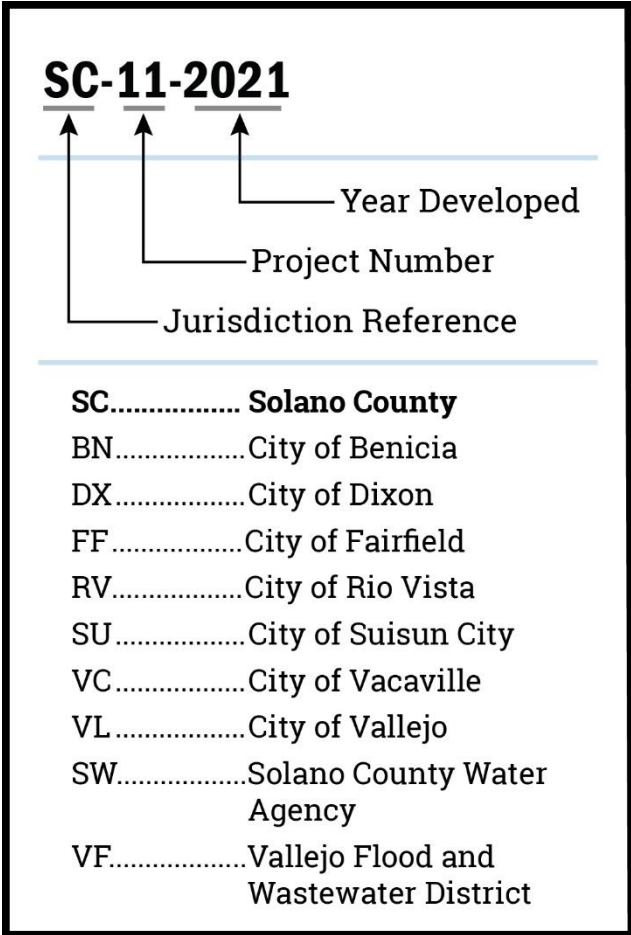 SC-11-2021
Year Developed
Project Number
Jurisdiction Reference
SC................. Solano County
BN.................City of Benicia
DX.................City of Dixon
FF.................City of Fairfield
RV.................City of Rio Vista
SU.................City of Suisun City
VC.................City of Vacaville
VL.................City of Vallejo
SW.................Solano County Water
Agency
VF..................Vallejo Flood and
Wastewater District